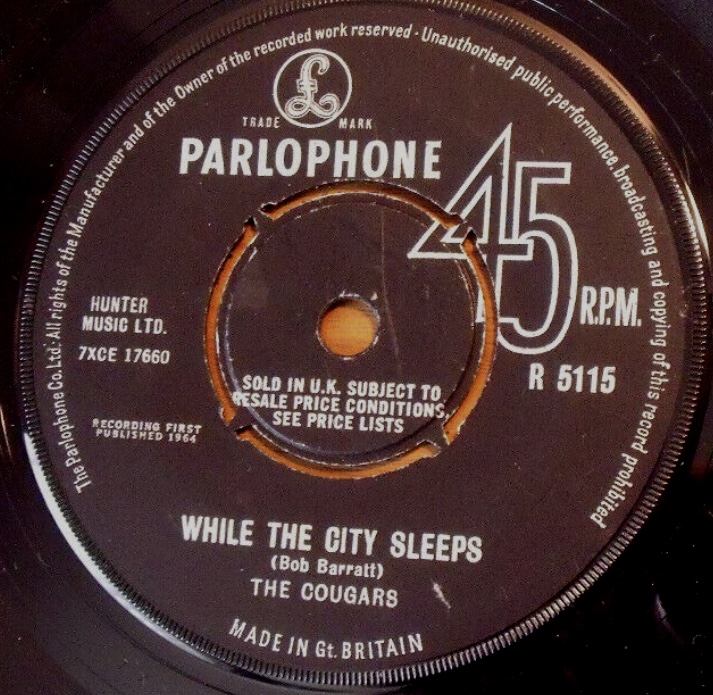 The Parlophone Co.Ltd. All rights of the Manufacturer and of the Owner of the recorded work reserved · Unauthorised public performance, broadcasting and copying of this record prohibited
£
TRADE MARK
PARLOPHONE
45
R.P.M.
HUNTER
MUSIC LTD.
7XCE 17660
R 5115
SOLD IN U.K. SUBJECT TO
RESALE PRICE CONDITIONS,
SEE PRICE LISTS
RECORDING FIRST
PUBLISHED 1964
WHILE THE CITY SLEEPS
(Bob Barratt)
THE COUGARS
MADE IN Gt. BRITAIN